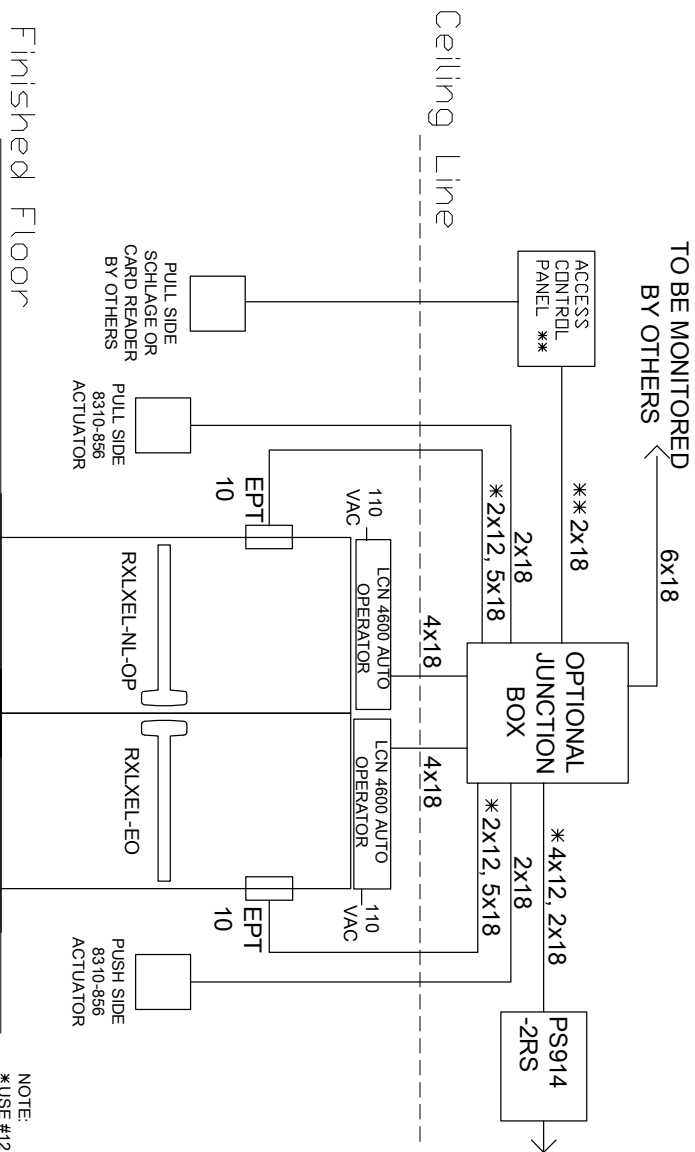 TO BE MONITORED
BY OTHERS
6x18
ACCESS
CONTROL
PANEL **
**2x18
OPTIONAL
JUNCTION
BOX
*4x12, 2x18
PS914
-2RS
2x18
*2x12, 5x18
4x18
4x18
2x18
*2x12, 5x18
Ceiling Line
110
VAC
LCN 4600 AUTO
OPERATOR
LCN 4600 AUTO
OPERATOR
110
VAC
PULL SIDE
SCHLAGE OR
CARD READER
BY OTHERS
PULL SIDE
8310-856
ACTUATOR
EPT
10
RXLXEL-NL-OP
RXLXEL-EO
EPT
10
PUSH SIDE
8310-856
ACTUATOR
Finished Floor
NOTE:
*USE #12